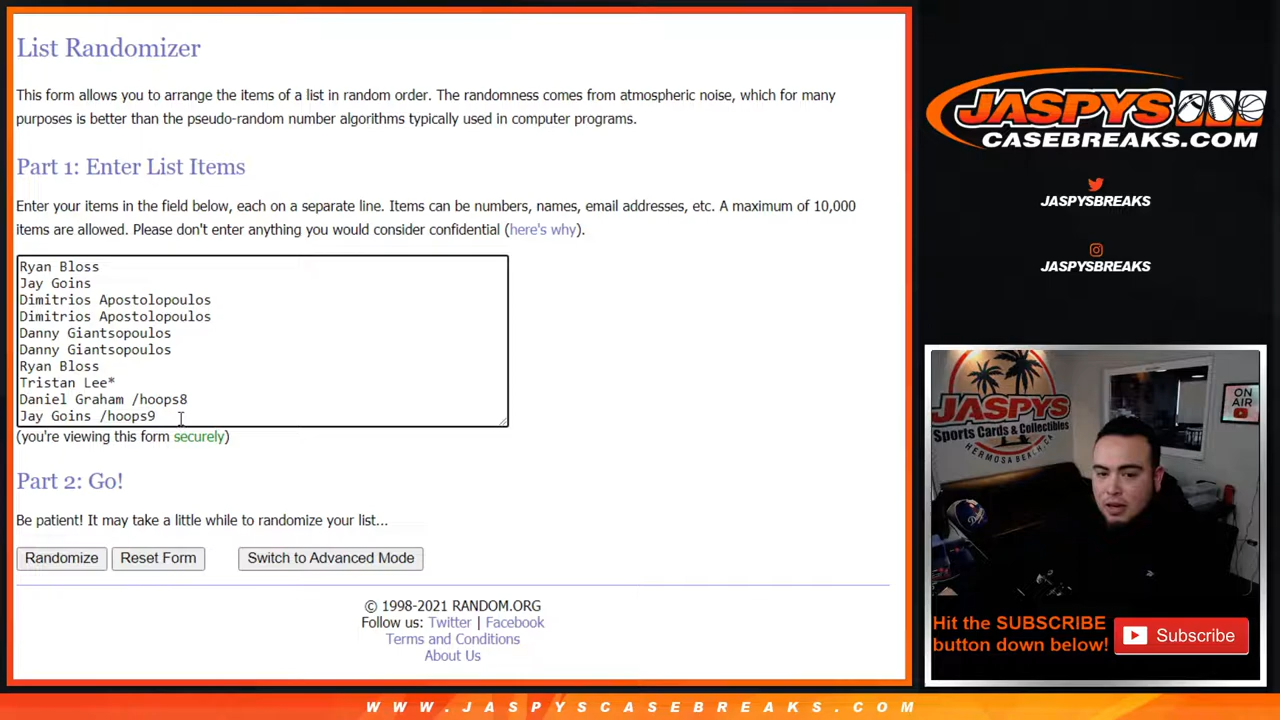 List Randomizer
This form allows you to arrange the items of a list in random order. The randomness comes from atmospheric noise, which for many
purposes is better than the pseudo-random number algorithms typically used in computer programs.
Part 1: Enter List Items
Enter your items in the field below, each on a separate line. Items can be numbers, names, email addresses, etc. A maximum of 10,000
items are allowed. Please don't enter anything you would consider confidential (here's why).
Ryan Bloss
Jay Goins
Dimitrios Apostolopoulos
Dimitrios Apostolopoulos
Danny Giantsopoulos
Danny Giantsopoulos
Ryan Bloss
Tristan Lee*
Daniel Graham /hoops8
Jay Goins /hoops9
(you're viewing this form securely)
Part 2: Go!
Be patient! It may take a little while to randomize your list...
Randomize Reset Form Switch to Advanced Mode
© 1998-2021 RANDOM.ORG
Follow us: Twitter | Facebook
Terms and Conditions
About Us
JASPYS
CASEBREAKS.COM
JASPYSBREAKS
JASPYSBREAKS
JASPYS
Sports Cards & Collectibles
HERMOSA BEACH, CA
ON AIR
Dodgers
Hit the SUBSCRIBE
button down below!
Subscribe
WWW.JASPYSCASEBREAKS.COM